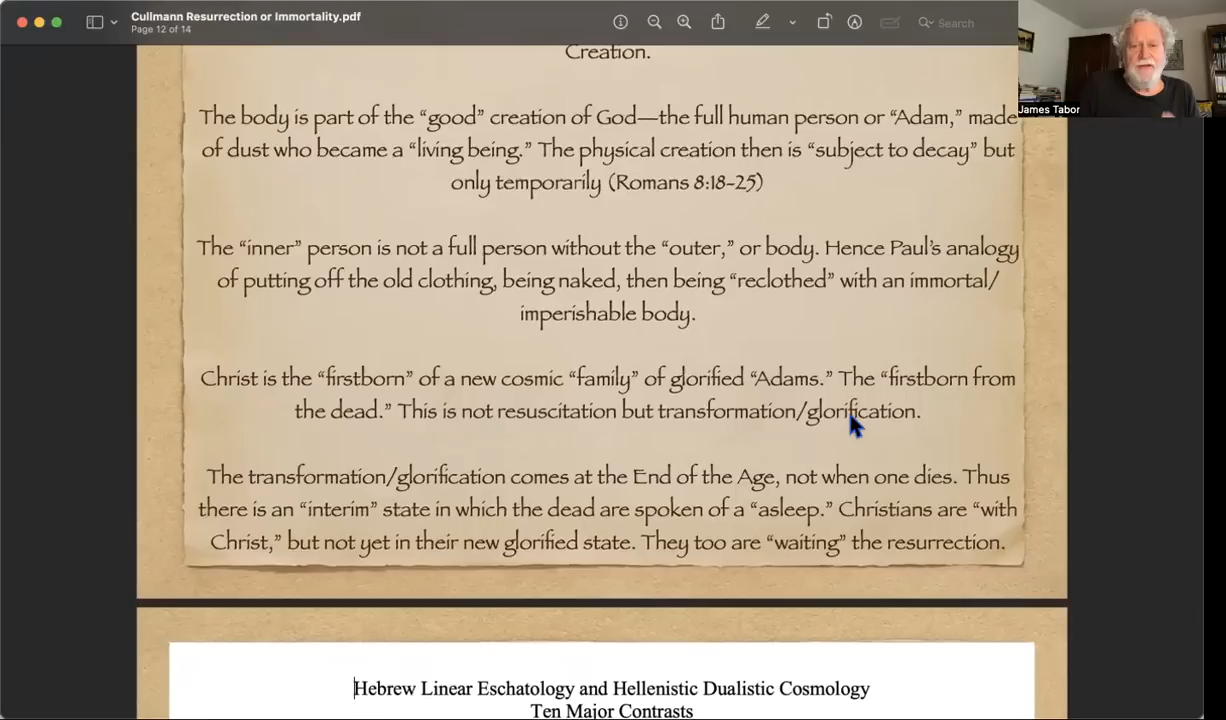 Cullmann Resurrection or Immortality.pdf
Page 12 of 14
Search
James Tabor
Creation.
The body is part of the “good” creation of God—the full human person or “Adam,” made
of dust who became a “living being.” The physical creation then is “subject to decay” but
only temporarily (Romans 8:18-25)
The “inner” person is not a full person without the “outer,” or body. Hence Paul’s analogy
of putting off the old clothing, being naked, then being “reclothed” with an immortal/
imperishable body.
Christ is the “firstborn” of a new cosmic “family” of glorified “Adams.” The “firstborn from
the dead.” This is not resuscitation but transformation/glorification.
The transformation/glorification comes at the End of the Age, not when one dies. Thus
there is an “interim” state in which the dead are spoken of a “asleep.” Christians are “with
Christ,” but not yet in their new glorified state. They too are “waiting” the resurrection.
Hebrew Linear Eschatology and Hellenistic Dualistic Cosmology
Ten Major Contrasts